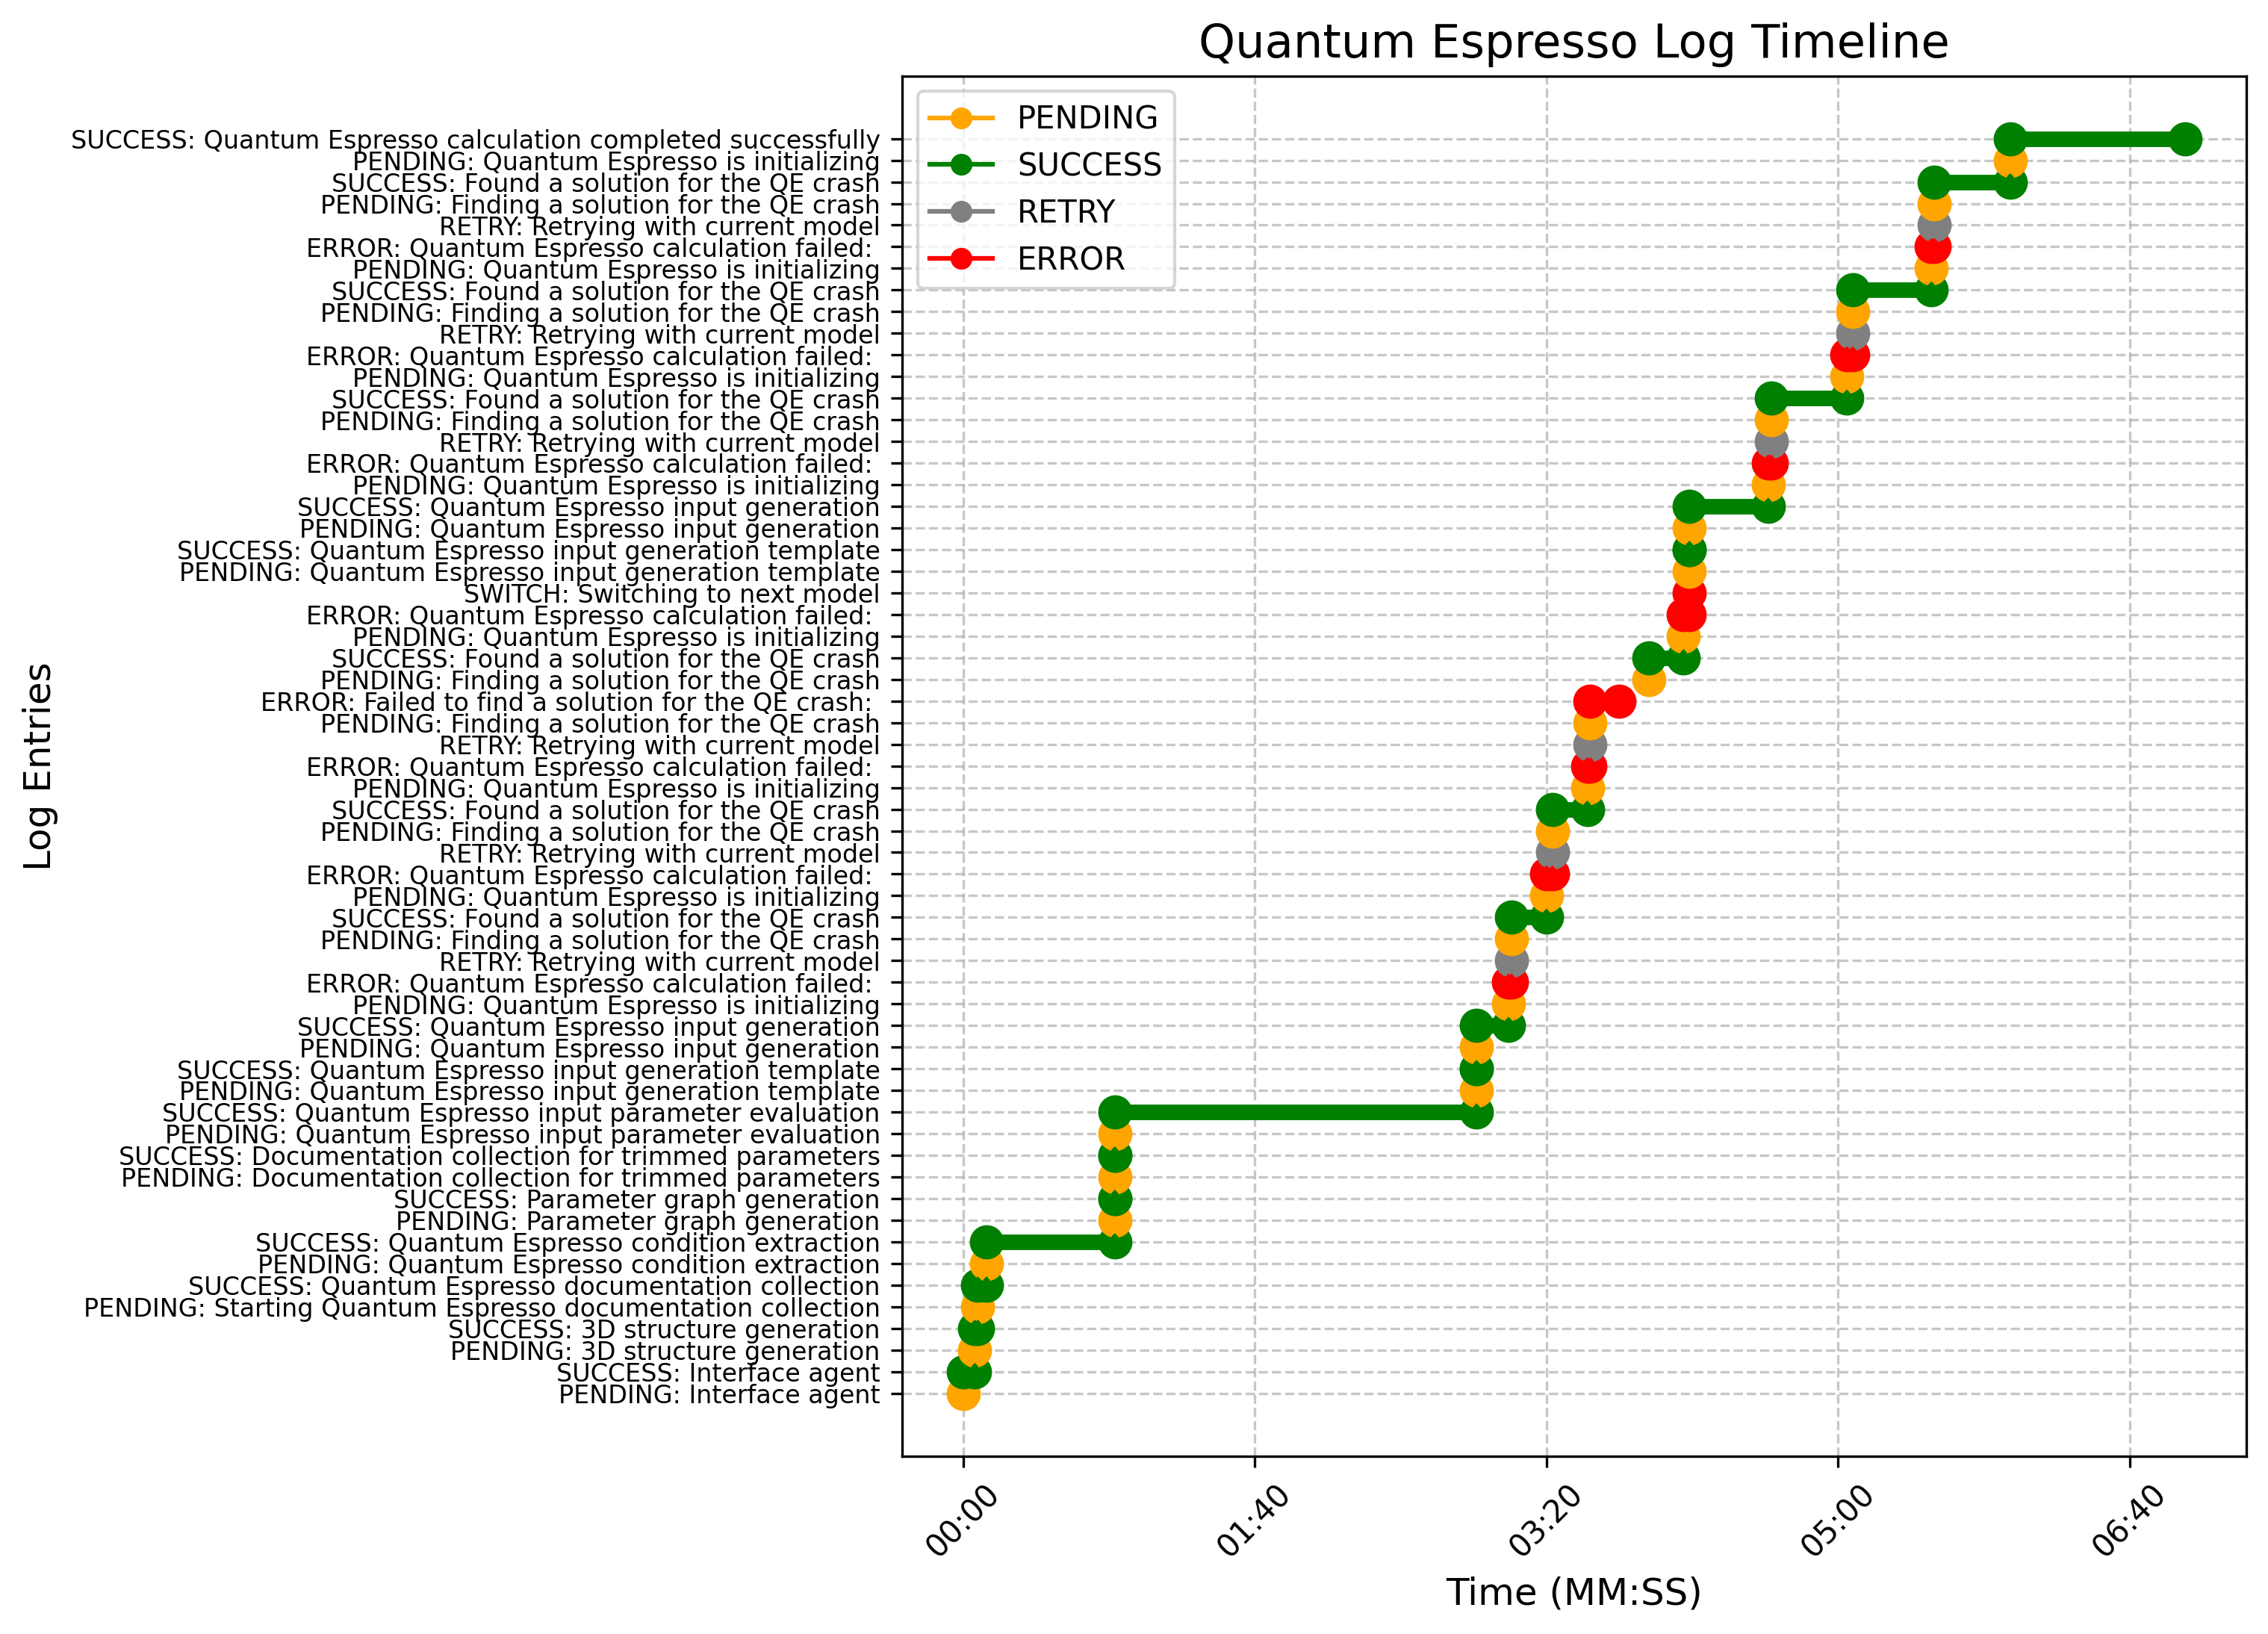 Quantum Espresso Log Timeline
PENDING
SUCCESS
RETRY
ERROR
SUCCESS: Quantum Espresso calculation completed successfully
PENDING: Quantum Espresso is initializing
SUCCESS: Found a solution for the QE crash
PENDING: Finding a solution for the QE crash
RETRY: Retrying with current model
ERROR: Quantum Espresso calculation failed:
PENDING: Quantum Espresso is initializing
SUCCESS: Found a solution for the QE crash
PENDING: Finding a solution for the QE crash
RETRY: Retrying with current model
ERROR: Quantum Espresso calculation failed:
PENDING: Quantum Espresso is initializing
SUCCESS: Found a solution for the QE crash
PENDING: Finding a solution for the QE crash
RETRY: Retrying with current model
ERROR: Quantum Espresso calculation failed:
PENDING: Quantum Espresso is initializing
SUCCESS: Quantum Espresso input generation
PENDING: Quantum Espresso input generation
SUCCESS: Quantum Espresso input generation template
PENDING: Quantum Espresso input generation template
SWITCH: Switching to next model
ERROR: Quantum Espresso calculation failed:
PENDING: Quantum Espresso is initializing
SUCCESS: Found a solution for the QE crash
PENDING: Finding a solution for the QE crash
ERROR: Failed to find a solution for the QE crash:
PENDING: Finding a solution for the QE crash
RETRY: Retrying with current model
ERROR: Quantum Espresso calculation failed:
PENDING: Quantum Espresso is initializing
SUCCESS: Found a solution for the QE crash
PENDING: Finding a solution for the QE crash
RETRY: Retrying with current model
ERROR: Quantum Espresso calculation failed:
PENDING: Quantum Espresso is initializing
SUCCESS: Found a solution for the QE crash
PENDING: Finding a solution for the QE crash
RETRY: Retrying with current model
ERROR: Quantum Espresso calculation failed:
PENDING: Quantum Espresso is initializing
SUCCESS: Quantum Espresso input generation
PENDING: Quantum Espresso input generation
SUCCESS: Quantum Espresso input generation template
PENDING: Quantum Espresso input generation template
SUCCESS: Quantum Espresso input parameter evaluation
PENDING: Quantum Espresso input parameter evaluation
SUCCESS: Documentation collection for trimmed parameters
PENDING: Documentation collection for trimmed parameters
SUCCESS: Parameter graph generation
PENDING: Parameter graph generation
SUCCESS: Quantum Espresso condition extraction
PENDING: Quantum Espresso condition extraction
SUCCESS: Quantum Espresso documentation collection
PENDING: Starting Quantum Espresso documentation collection
SUCCESS: 3D structure generation
PENDING: 3D structure generation
SUCCESS: Interface agent
PENDING: Interface agent
Log Entries
00:00
01:40
03:20
05:00
06:40
Time (MM:SS)